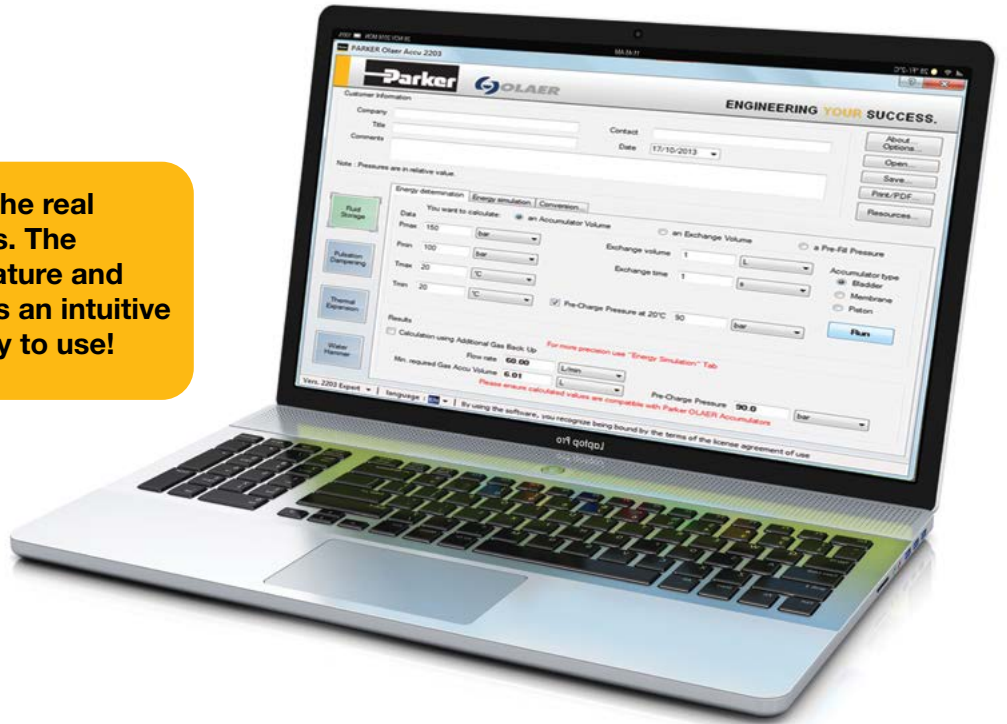 he real
s. The
ature and
s an intuitive
y to use!
PARKER Olaer Accu 2203
Parker OLAER
ENGINEERING YOUR SUCCESS.
Customer Information
Company
Title
Comments
Contact
Date 17/10/2013
Note : Pressures are in relative value.
About
Options...
Open...
Save...
Print/PDF...
Resources...
Fluid
Storage
Pulsation
Dampening
Thermal
Expansion
Water
Hammer
Energy determination Energy simulation Conversion...
Data You want to calculate: an Accumulator Volume an Exchange Volume a Pre-Fill Pressure
Pmax 150 bar
Pmin 100 bar
Tmax 20 °C
Tmin 20 °C
Exchange volume 1 L
Exchange time 1 s
Pre-Charge Pressure at 20°C 90 bar
Accumulator type
Bladder
Membrane
Piston
Run
Results
Calculation using Additional Gas Back-Up
For more precision use "Energy Simulation" Tab
Flow rate 60.00 L/min
Min. required Gas Accu Volume 6.01 L
Pre-Charge Pressure 90.0 bar
Please ensure calculated values are compatible with Parker OLAER Accumulators
Vers. 2203 Expert language : EN By using the software, you recognize being bound by the terms of the license agreement of use
Laptop Pro